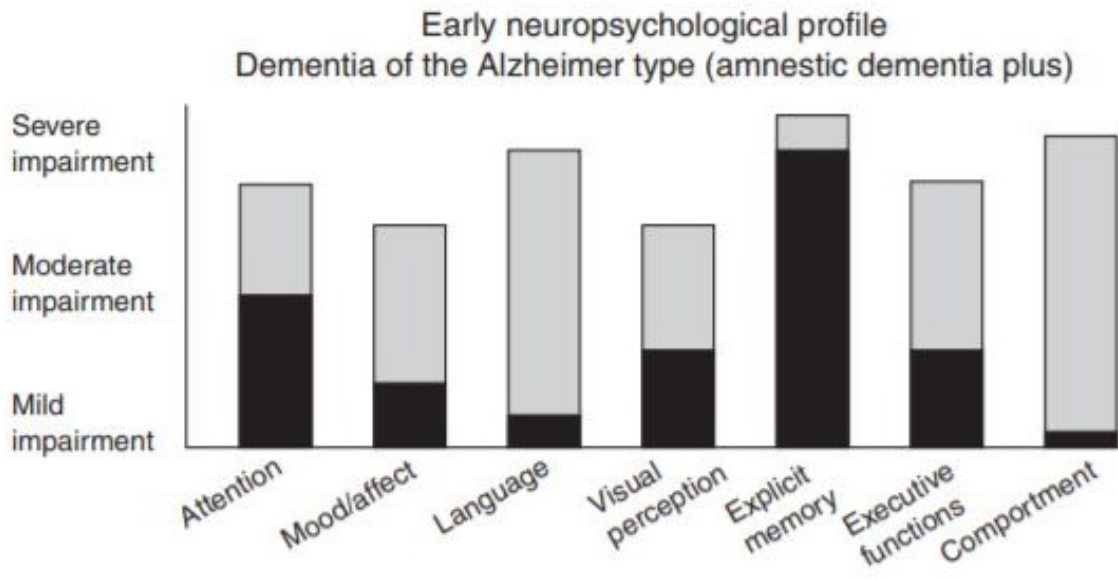 Early neuropsychological profile
Dementia of the Alzheimer type (amnestic dementia plus)
Severe
impairment
Moderate
impairment
Mild
impairment
Attention
Mood/affect
Language
Visual
perception
Explicit
memory
Executive
functions
Comportment